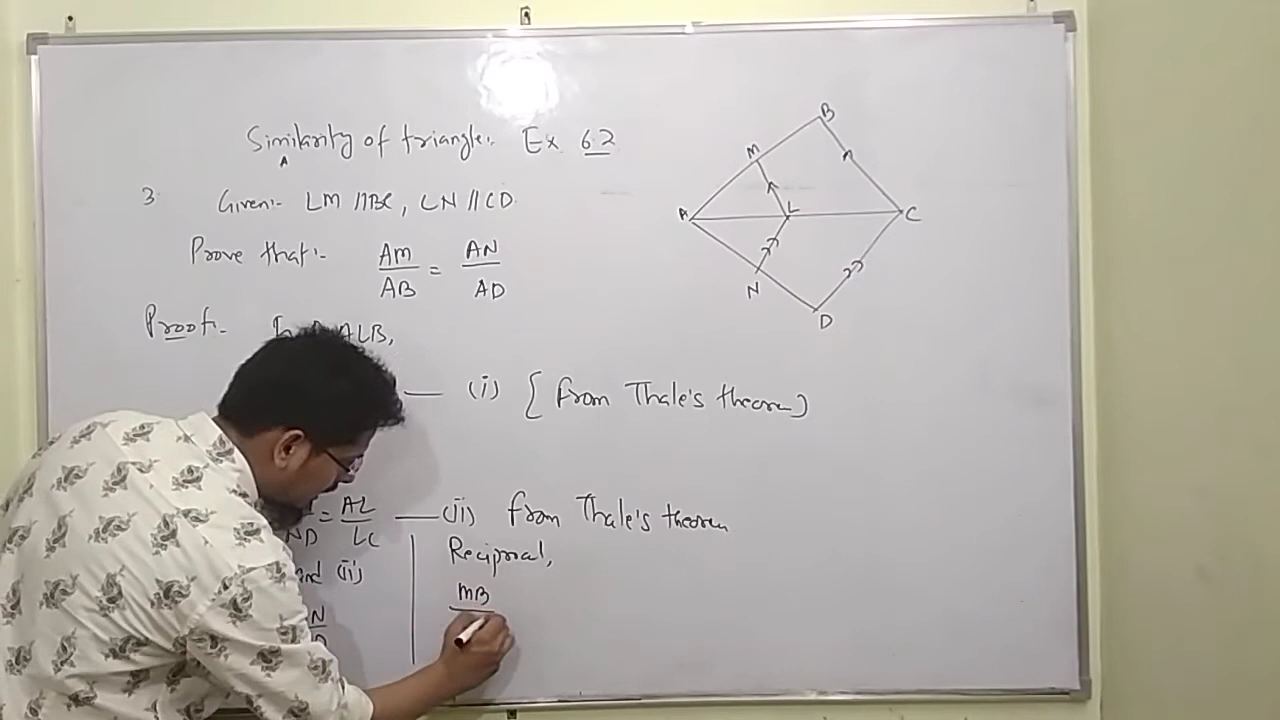 Similarity of triangle:- Ex 6.2
3. Given:- LM // BC, LN // CD.
Prove that:- AM/AB = AN/AD
Proof:- ALB,
(i) [from Thale's theorem)
ND = AL/LC — (ii) from Thale's theorem
and (ii)
Reciprocal,
MB
B
M
A
L
C
N
D